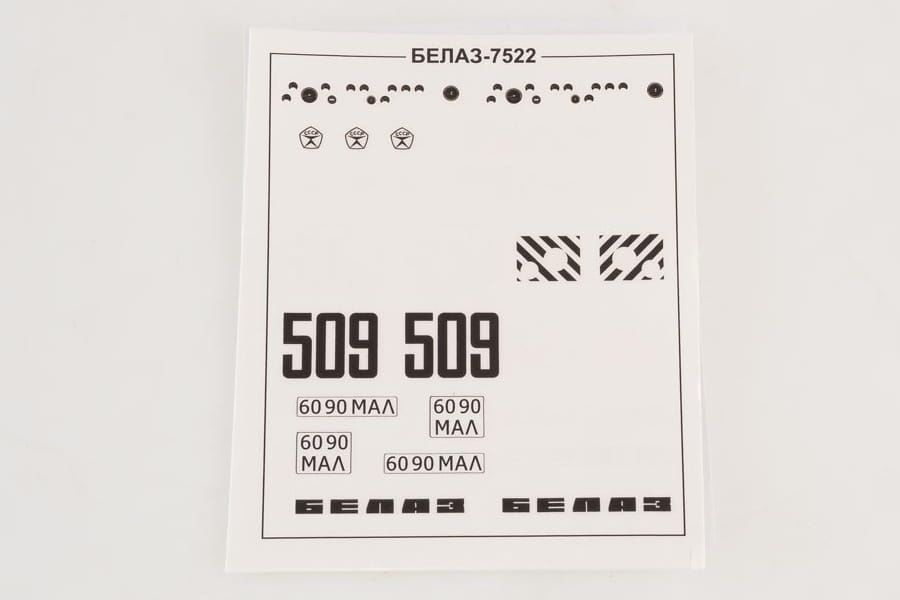 БЕЛАЗ-7522
СССР СССР СССР
509 509
60 90 МАЛ
60 90
МАЛ
60 90
МАЛ
60 90 МАЛ
БЕЛАЗ БЕЛАЗ